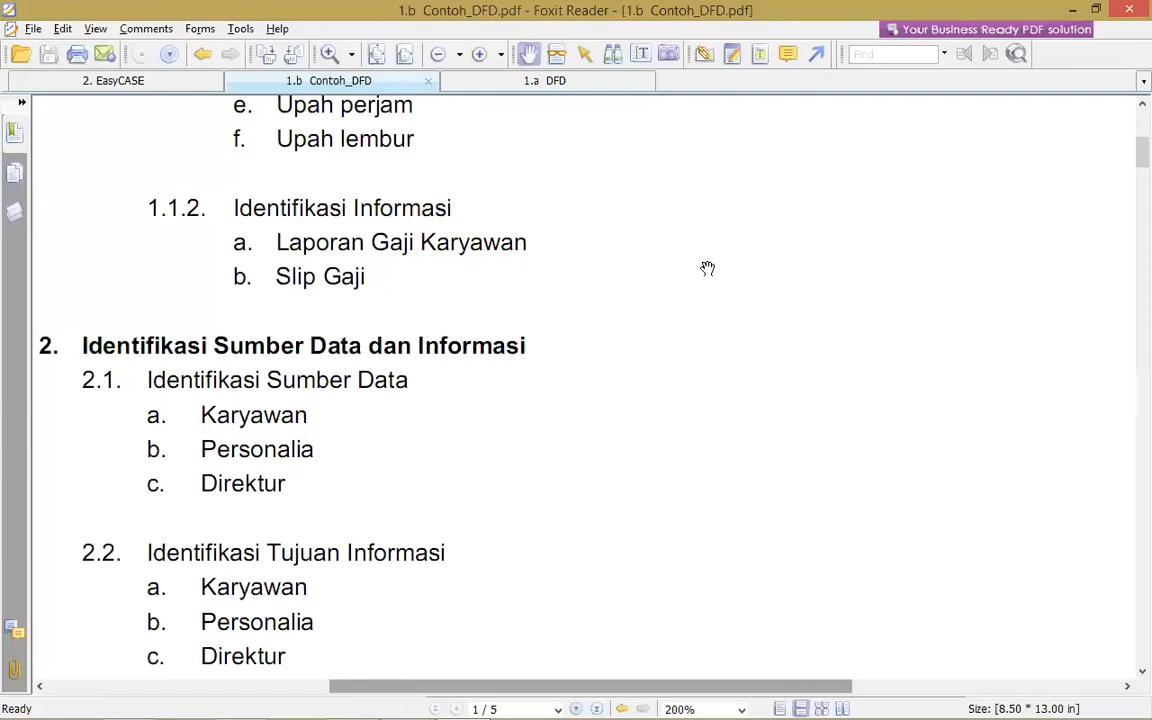 1.b Contoh_DFD.pdf - Foxit Reader - [1.b Contoh_DFD.pdf]
File Edit View Comments Forms Tools Help
Your Business Ready PDF solution
Find
2. EasyCASE
1.b Contoh_DFD
1.a DFD
e. Upah perjam
f. Upah lembur
1.1.2. Identifikasi Informasi
a. Laporan Gaji Karyawan
b. Slip Gaji
2. Identifikasi Sumber Data dan Informasi
2.1. Identifikasi Sumber Data
a. Karyawan
b. Personalia
c. Direktur
2.2. Identifikasi Tujuan Informasi
a. Karyawan
b. Personalia
c. Direktur
Ready
1 / 5
200%
Size: [8.50 * 13.00 in]